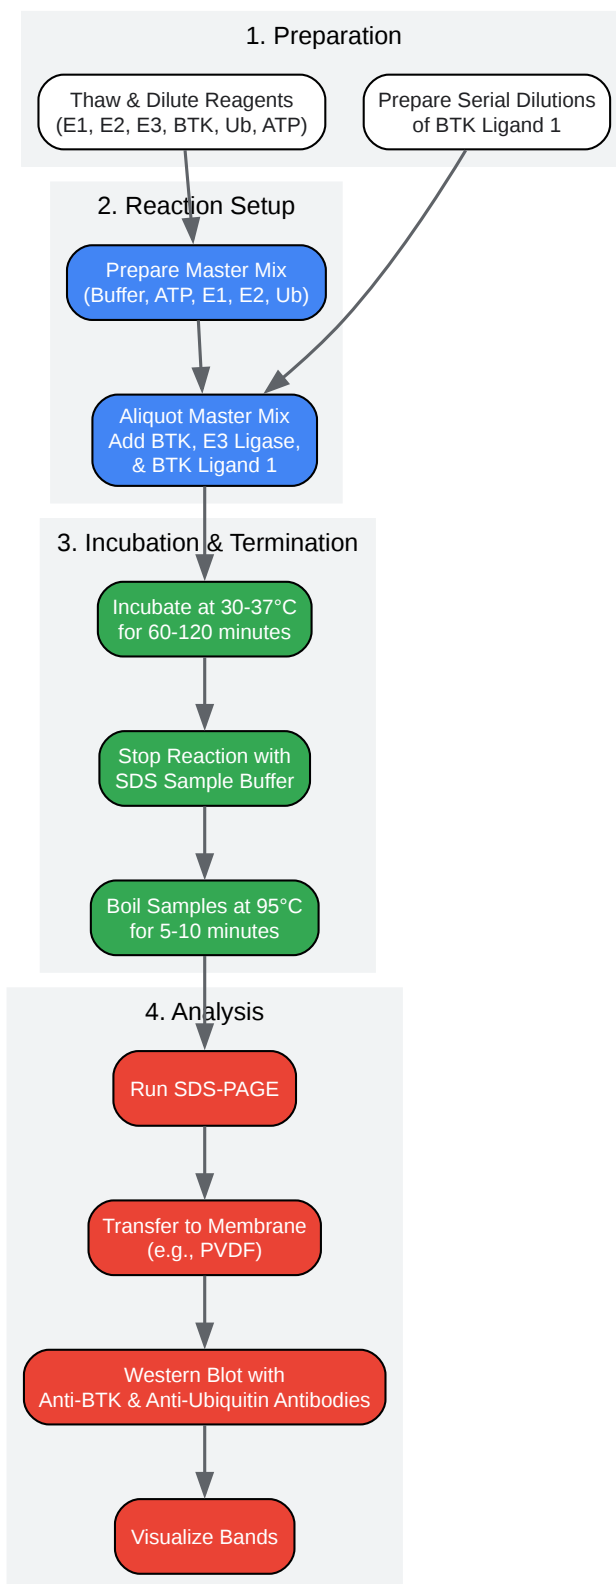 1. Preparation
Thaw & Dilute Reagents
(E1, E2, E3, BTK, Ub, ATP)
Prepare Serial Dilutions
of BTK Ligand 1
2. Reaction Setup
Prepare Master Mix
(Buffer, ATP, E1, E2, Ub)
Aliquot Master Mix
Add BTK, E3 Ligase,
& BTK Ligand 1
3. Incubation & Termination
Incubate at 30-37°C
for 60-120 minutes
Stop Reaction with
SDS Sample Buffer
Boil Samples at 95°C
for 5-10 minutes
4. Analysis
Run SDS-PAGE
Transfer to Membrane
(e.g., PVDF)
Western Blot with
Anti-BTK & Anti-Ubiquitin Antibodies
Visualize Bands